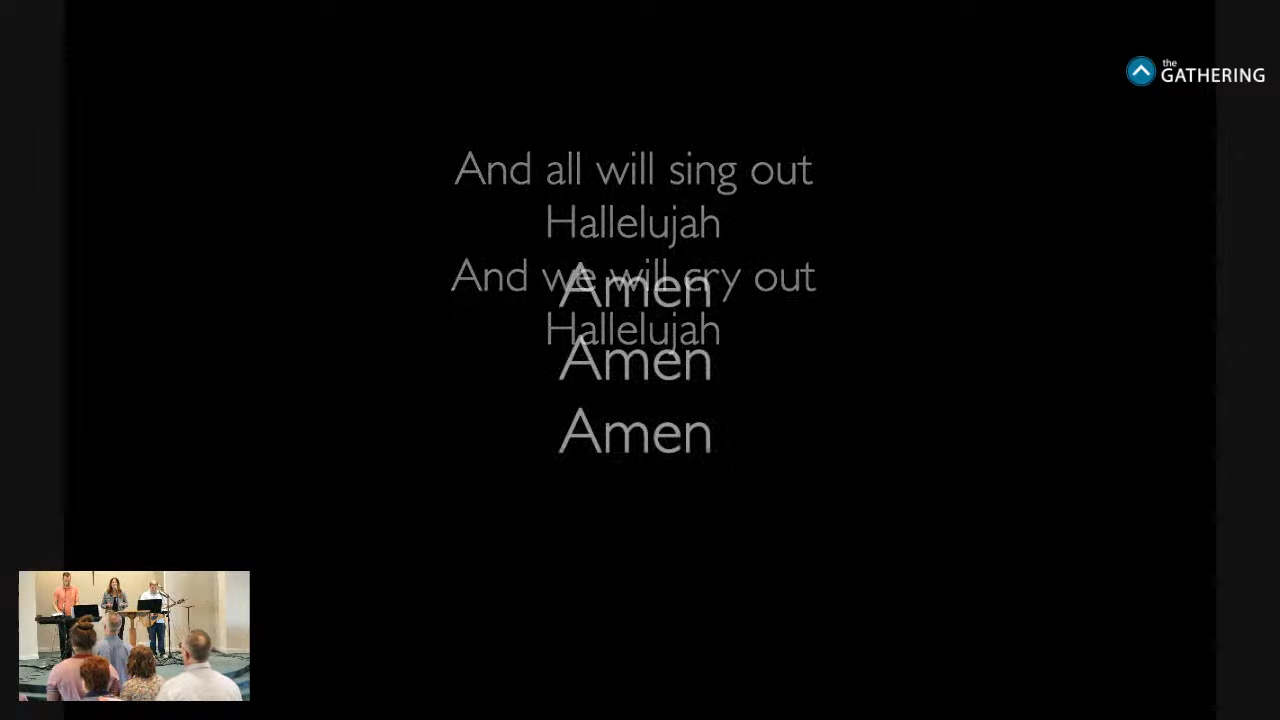 the
GATHERING
And all will sing out
Hallelujah
And we will cry out
Hallelujah
Amen
Amen
Amen